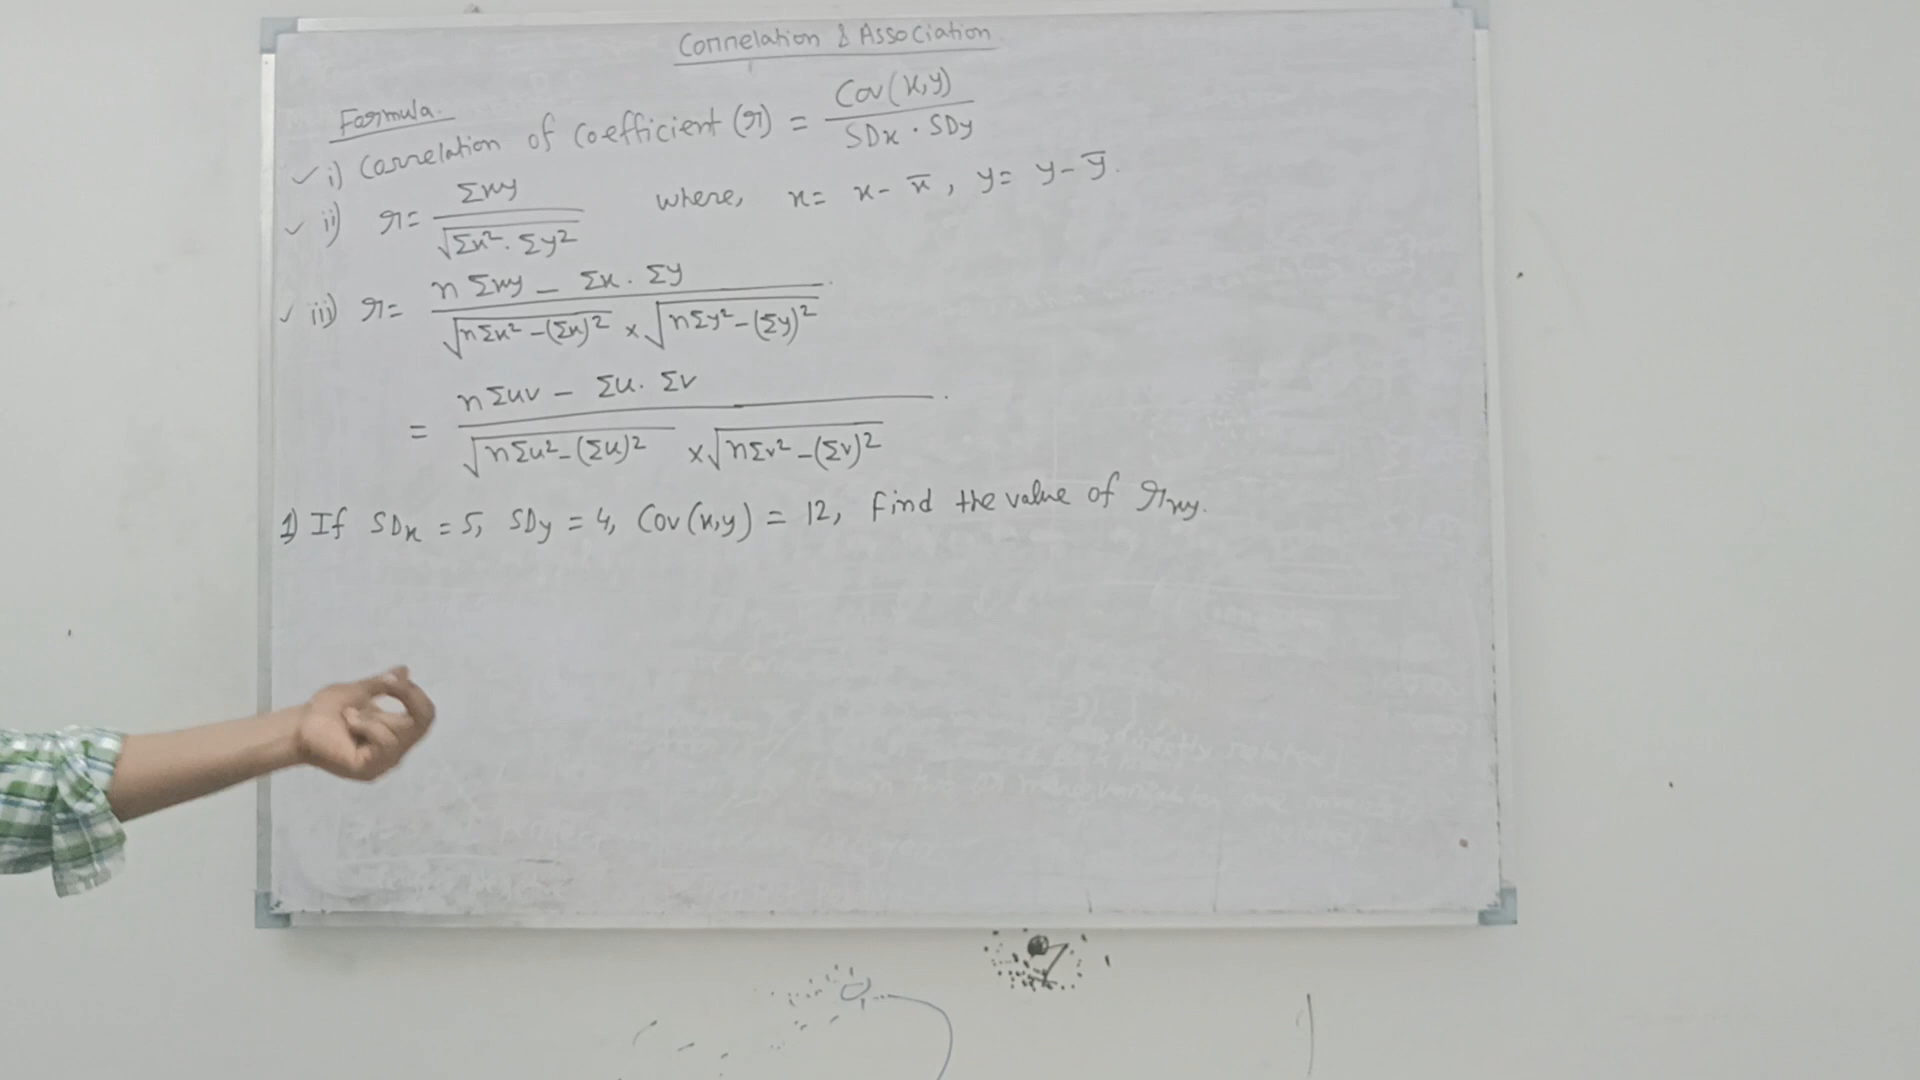 Correlation & Association
Formula.
i) Correlation of Coefficient (r) = Cov(x,y) / SDx . SDy
ii) r = Σxy / √Σx² . Σy² where, x = x - x̅, y = y - y̅.
iii) r = n Σxy - Σx . Σy / √nΣx² - (Σx)² × √nΣy² - (Σy)²
= n Σuv - Σu . Σv / √nΣu² - (Σu)² × √nΣv² - (Σv)²
1) If SDx = 5, SDy = 4, Cov(x,y) = 12, find the value of rxy.